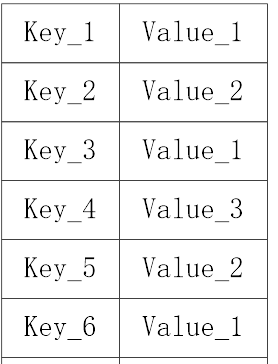 Key_1 Value_1
Key_2 Value_2
Key_3 Value_1
Key_4 Value_3
Key_5 Value_2
Key_6 Value_1